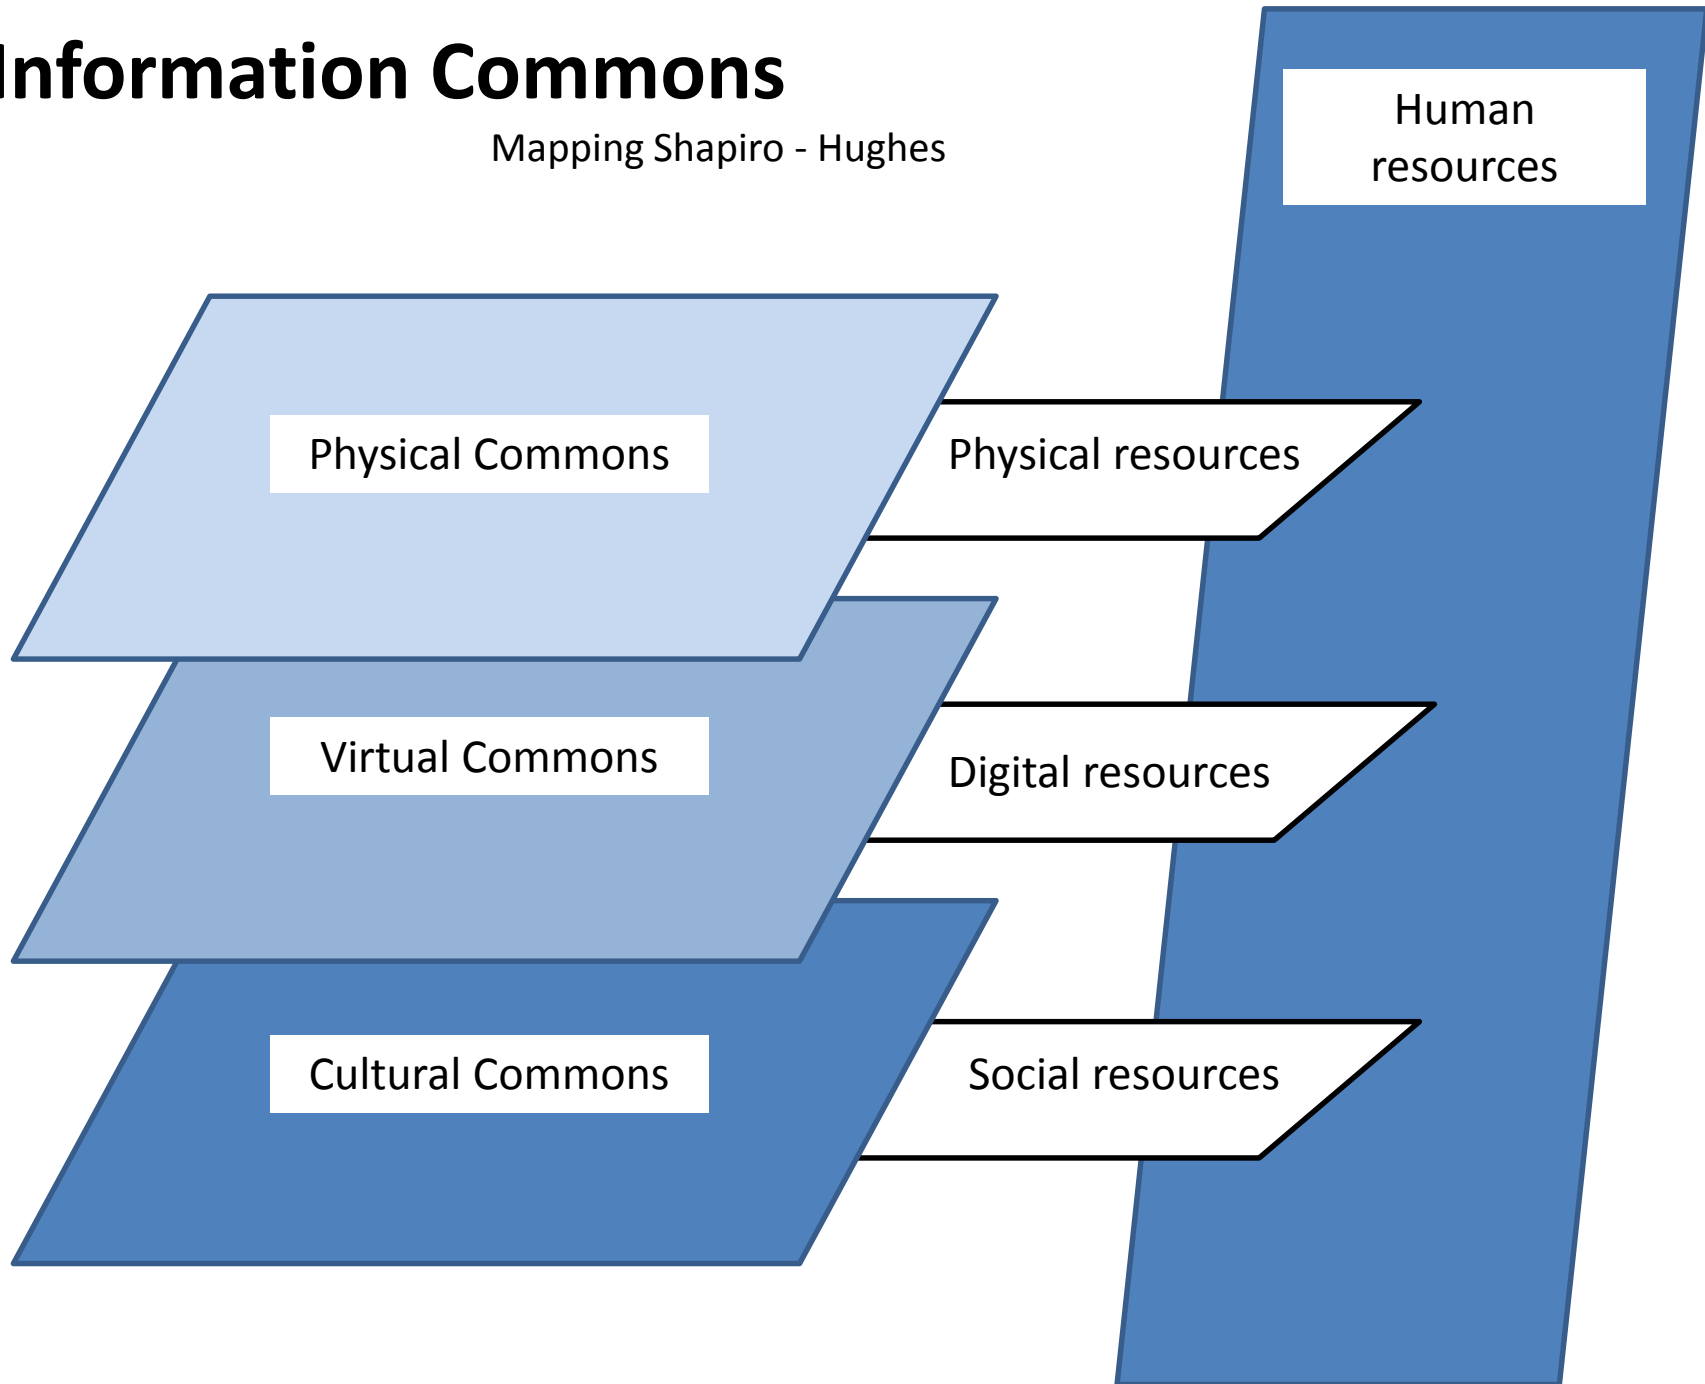 Information Commons
Mapping Shapiro - Hughes
Human
resources
Physical Commons
Physical resources
Virtual Commons
Digital resources
Cultural Commons
Social resources